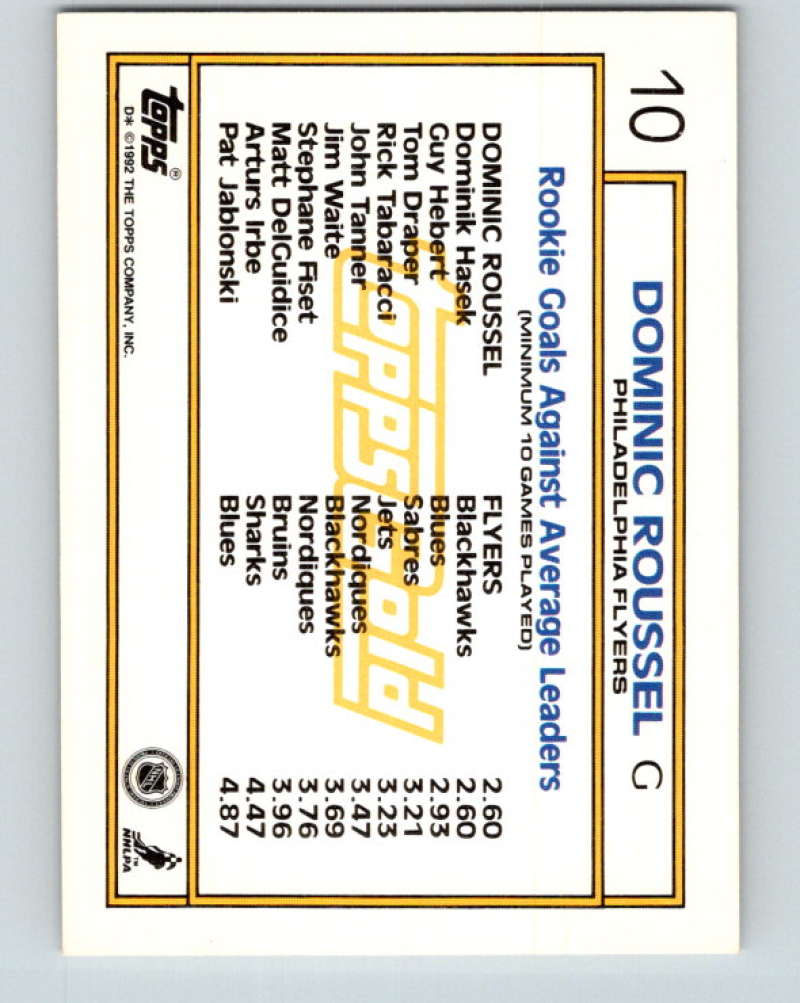 10
DOMINIC ROUSSEL G
PHILADELPHIA FLYERS
Rookie Goals Against Average Leaders
(MINIMUM 10 GAMES PLAYED)
DOMINIC ROUSSEL FLYERS 2.60
Dominik Hasek Blackhawks 2.60
Guy Hebert Blues 2.93
Tom Draper Sabres 3.21
Rick Tabaracci Jets 3.23
John Tanner Nordiques 3.47
Jim Waite Blackhawks 3.69
Stephane Fiset Nordiques 3.76
Matt DelGuidice Bruins 3.96
Arturs Irbe Sharks 4.47
Pat Jablonski Blues 4.87
ToppsGold
topps®
D* ©1992 THE TOPPS COMPANY, INC.
NHL
NHLPA™